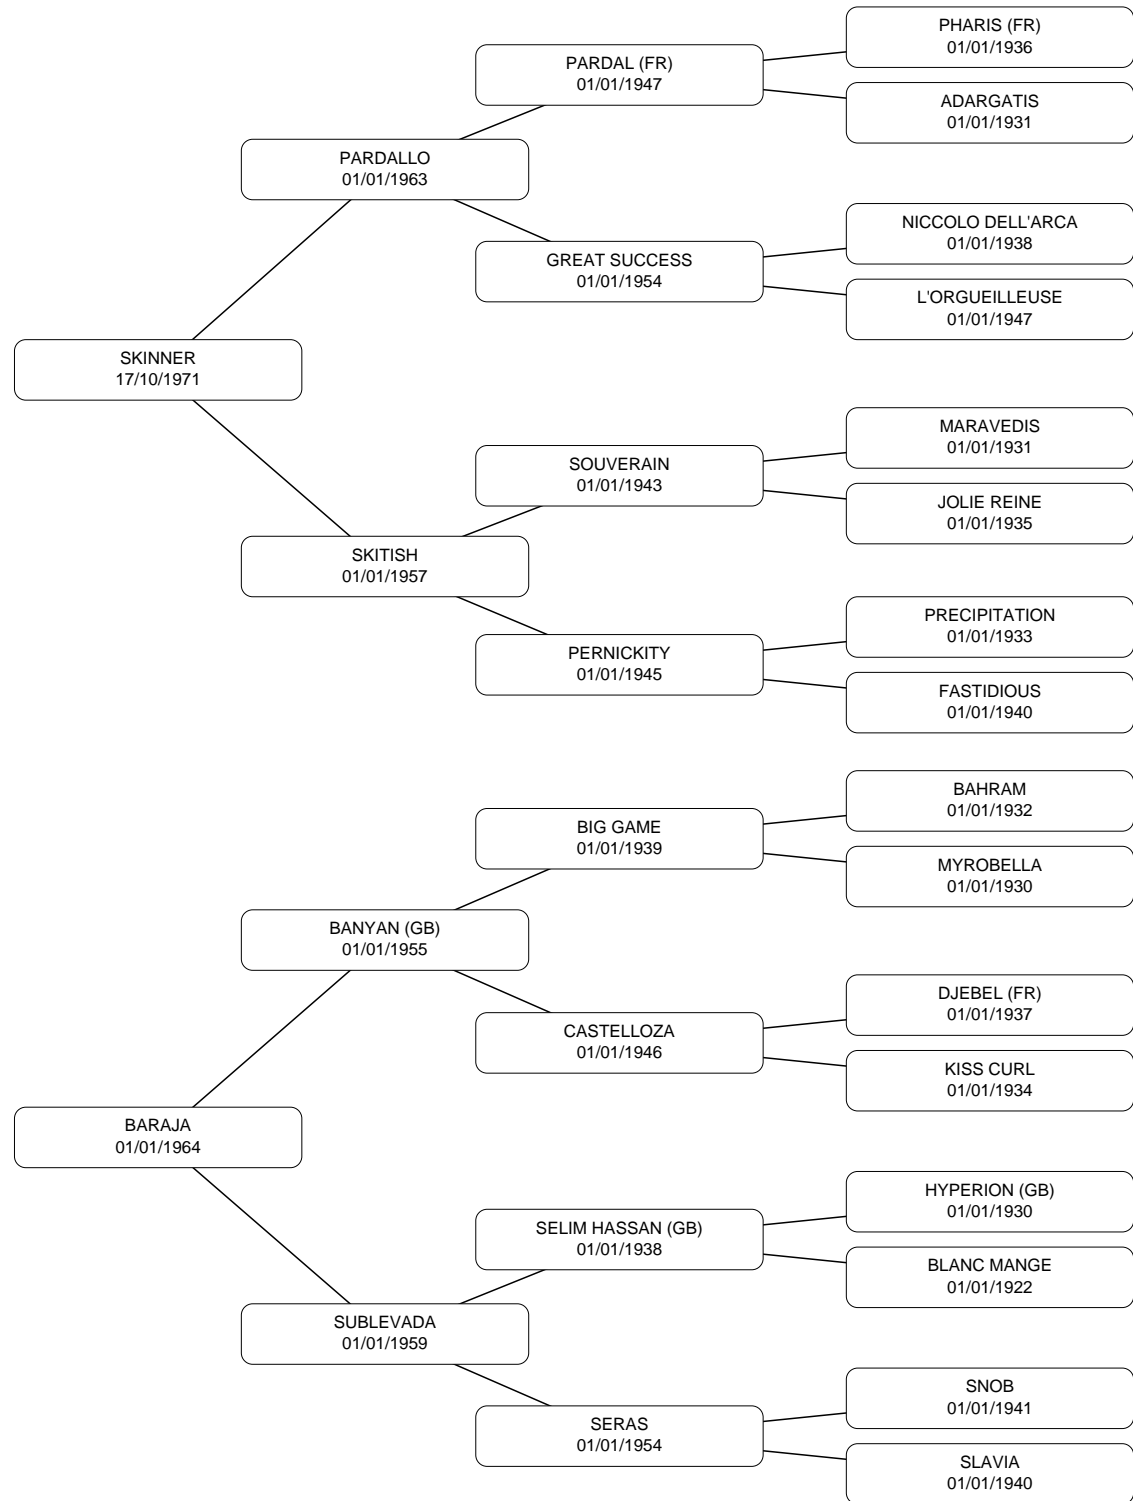 PHARIS (FR)
01/01/1936
PARDAL (FR)
01/01/1947
ADARGATIS
01/01/1931
PARDALLO
01/01/1963
NICCOLO DELL'ARCA
01/01/1938
GREAT SUCCESS
01/01/1954
L'ORGUEILLEUSE
01/01/1947
SKINNER
17/10/1971
MARAVEDIS
01/01/1931
SOUVERAIN
01/01/1943
JOLIE REINE
01/01/1935
SKITISH
01/01/1957
PRECIPITATION
01/01/1933
PERNICKITY
01/01/1945
FASTIDIOUS
01/01/1940
BAHRAM
01/01/1932
BIG GAME
01/01/1939
MYROBELLA
01/01/1930
BANYAN (GB)
01/01/1955
DJEBEL (FR)
01/01/1937
CASTELLOZA
01/01/1946
KISS CURL
01/01/1934
BARAJA
01/01/1964
HYPERION (GB)
01/01/1930
SELIM HASSAN (GB)
01/01/1938
BLANC MANGE
01/01/1922
SUBLEVADA
01/01/1959
SNOB
01/01/1941
SERAS
01/01/1954
SLAVIA
01/01/1940